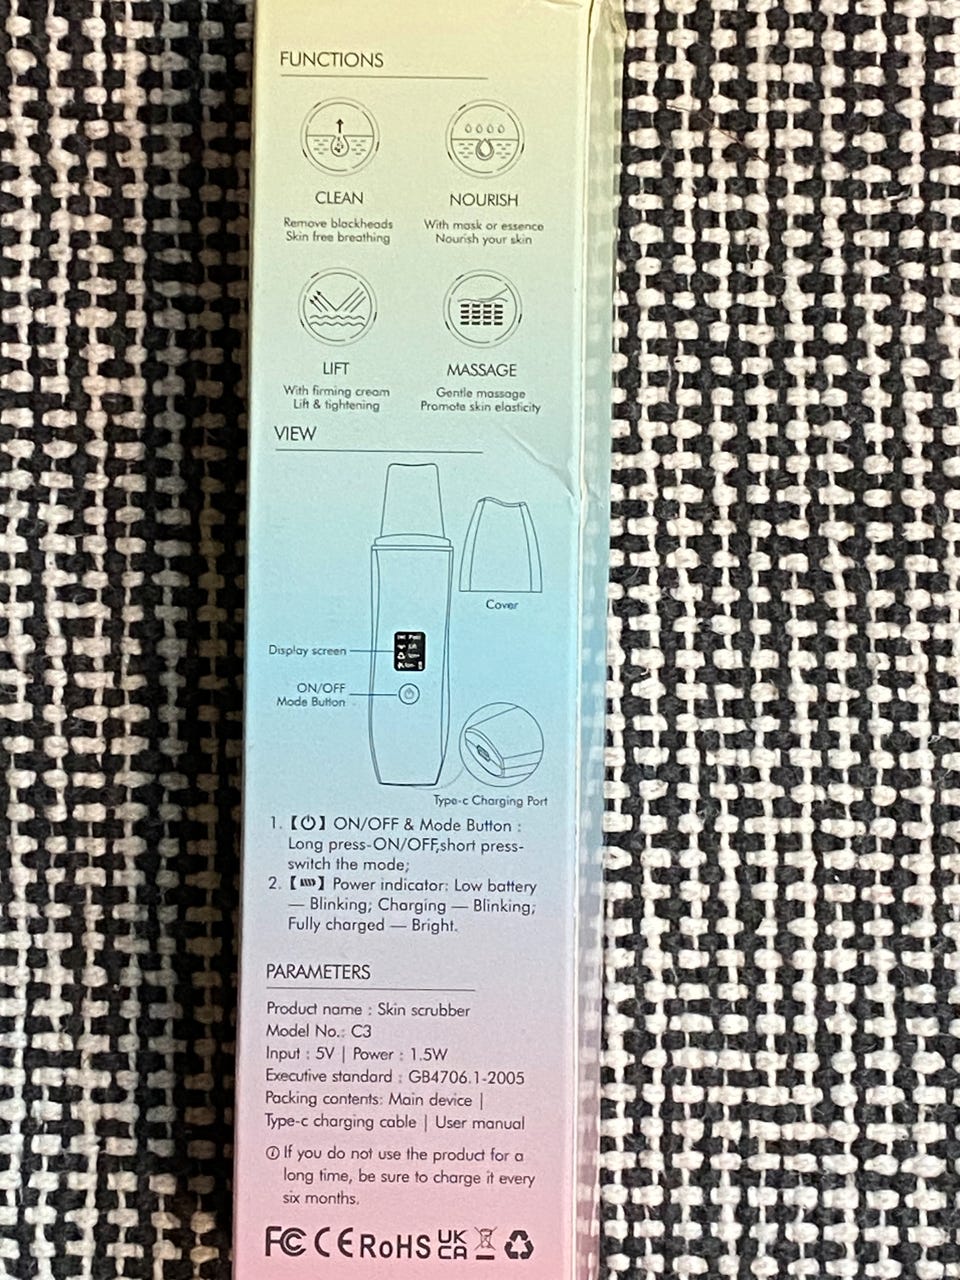 FUNCTIONS
CLEAN
Remove blackheads
Skin free breathing
NOURISH
With mask or essence
Nourish your skin
LIFT
With firming cream
Lift & tightening
MASSAGE
Gentle massage
Promote skin elasticity
VIEW
Cover
Display screen
Lift
ON/OFF
Mode Button
Type-c Charging Port
1. 【⏻】 ON/OFF & Mode Button :
Long press-ON/OFF,short press-
switch the mode;
2. 【】 Power indicator: Low battery
— Blinking; Charging — Blinking;
Fully charged — Bright.
PARAMETERS
Product name : Skin scrubber
Model No.: C3
Input : 5V | Power : 1.5W
Executive standard : GB4706.1-2005
Packing contents: Main device |
Type-c charging cable | User manual
If you do not use the product for a
long time, be sure to charge it every
six months.
FC CE RoHS UK
CA